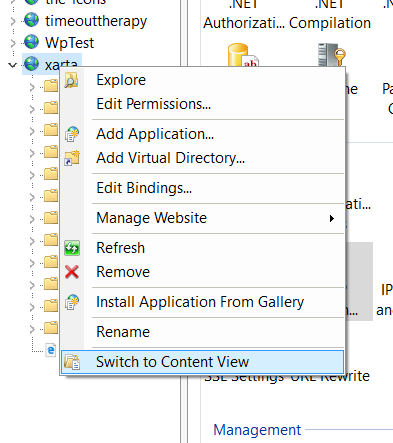 the-icons
.NET .NET
timeouttherapy
Authorizati... Compilation
WpTest
xarta
Explore
Edit Permissions...
Add Application...
Add Virtual Directory...
Edit Bindings...
Manage Website
Refresh
Remove
Install Application From Gallery
Rename
Switch to Content View
SSL Settings URL Rewrite
Management